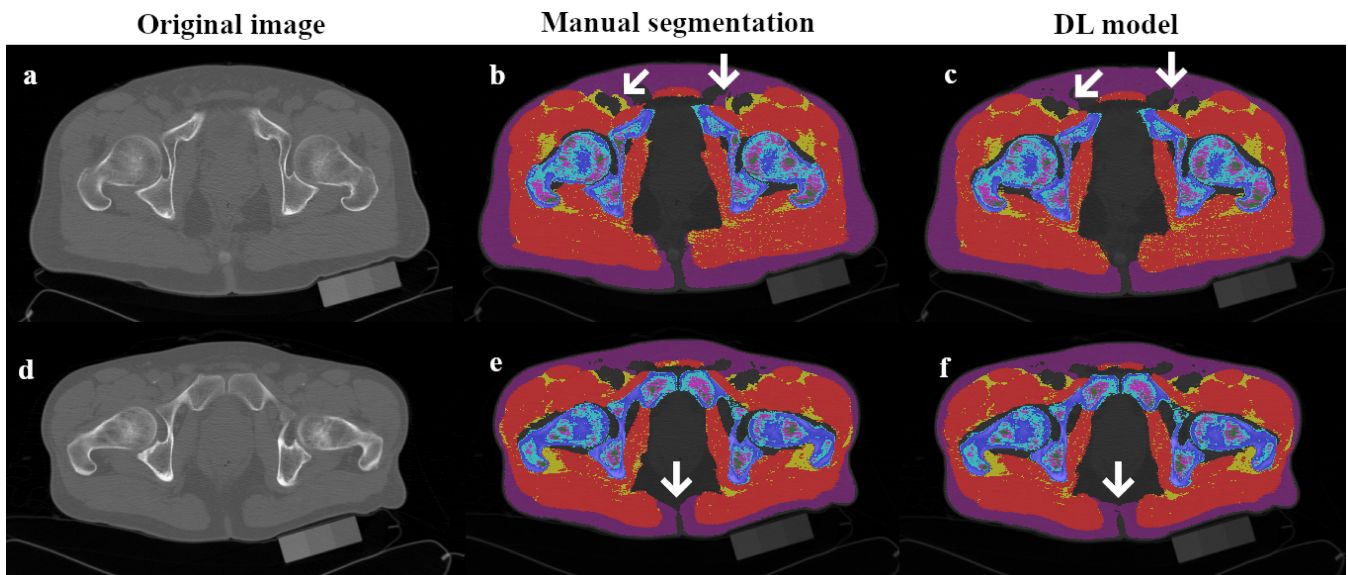 Original image
Manual segmentation
DL model
a
b
c
d
e
f